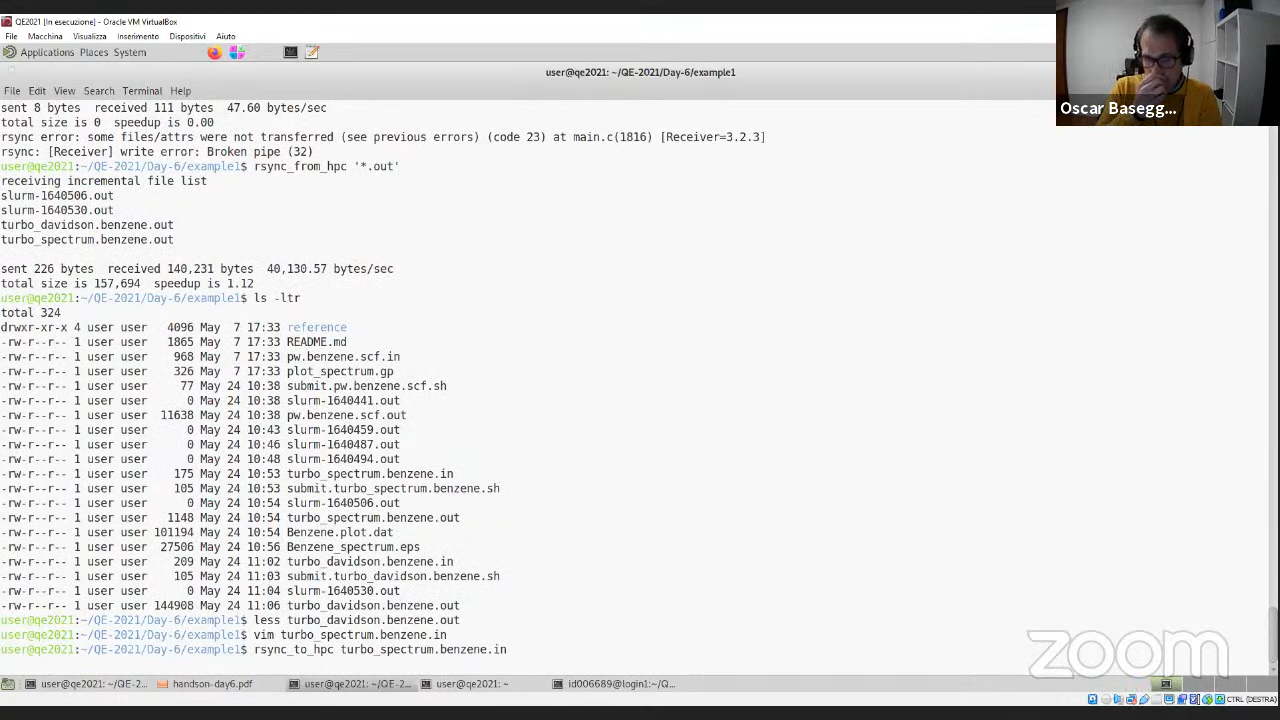 QE2021 [In esecuzione] - Oracle VM VirtualBox
File Macchina Visualizza Inserimento Dispositivi Aiuto
Applications Places System
user@qe2021: ~/QE-2021/Day-6/example1
File Edit View Search Terminal Help
Oscar Basegg...
sent 8 bytes  received 111 bytes  47.60 bytes/sec
total size is 0  speedup is 0.00
rsync error: some files/attrs were not transferred (see previous errors) (code 23) at main.c(1816) [Receiver=3.2.3]
rsync: [Receiver] write error: Broken pipe (32)
user@qe2021:~/QE-2021/Day-6/example1$ rsync_from_hpc '*.out'
receiving incremental file list
slurm-1640506.out
slurm-1640530.out
turbo_davidson.benzene.out
turbo_spectrum.benzene.out
sent 226 bytes  received 140,231 bytes  40,130.57 bytes/sec
total size is 157,694  speedup is 1.12
user@qe2021:~/QE-2021/Day-6/example1$ ls -ltr
total 324
drwxr-xr-x 4 user user   4096 May  7 17:33 reference
-rw-r--r-- 1 user user   1865 May  7 17:33 README.md
-rw-r--r-- 1 user user    968 May  7 17:33 pw.benzene.scf.in
-rw-r--r-- 1 user user    326 May  7 17:33 plot_spectrum.gp
-rw-r--r-- 1 user user     77 May 24 10:38 submit.pw.benzene.scf.sh
-rw-r--r-- 1 user user      0 May 24 10:38 slurm-1640441.out
-rw-r--r-- 1 user user  11638 May 24 10:38 pw.benzene.scf.out
-rw-r--r-- 1 user user      0 May 24 10:43 slurm-1640459.out
-rw-r--r-- 1 user user      0 May 24 10:46 slurm-1640487.out
-rw-r--r-- 1 user user      0 May 24 10:48 slurm-1640494.out
-rw-r--r-- 1 user user    175 May 24 10:53 turbo_spectrum.benzene.in
-rw-r--r-- 1 user user    105 May 24 10:53 submit.turbo_spectrum.benzene.sh
-rw-r--r-- 1 user user      0 May 24 10:54 slurm-1640506.out
-rw-r--r-- 1 user user   1148 May 24 10:54 turbo_spectrum.benzene.out
-rw-r--r-- 1 user user 101194 May 24 10:54 Benzene.plot.dat
-rw-r--r-- 1 user user  27506 May 24 10:56 Benzene_spectrum.eps
-rw-r--r-- 1 user user    209 May 24 11:02 turbo_davidson.benzene.in
-rw-r--r-- 1 user user    105 May 24 11:03 submit.turbo_davidson.benzene.sh
-rw-r--r-- 1 user user      0 May 24 11:04 slurm-1640530.out
-rw-r--r-- 1 user user 144908 May 24 11:06 turbo_davidson.benzene.out
user@qe2021:~/QE-2021/Day-6/example1$ less turbo_davidson.benzene.out
user@qe2021:~/QE-2021/Day-6/example1$ vim turbo_spectrum.benzene.in
user@qe2021:~/QE-2021/Day-6/example1$ rsync_to_hpc turbo_spectrum.benzene.in
zoom
user@qe2021: ~/QE-2... handson-day6.pdf user@qe2021: ~/QE-2... user@qe2021: ~ id006689@login1:~/Q...
CTRL (DESTRA)